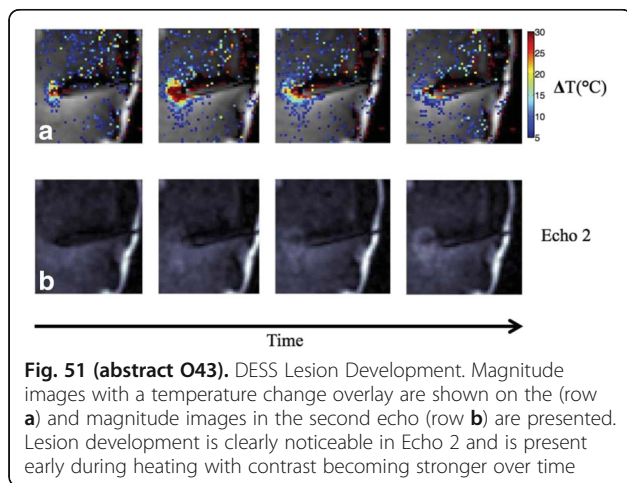 30
25
20
15
10
5
ΔT(°C)
a
b
Echo 2
Time
Fig. 51 (abstract O43). DESS Lesion Development. Magnitude
images with a temperature change overlay are shown on the (row
a) and magnitude images in the second echo (row b) are presented.
Lesion development is clearly noticeable in Echo 2 and is present
early during heating with contrast becoming stronger over time